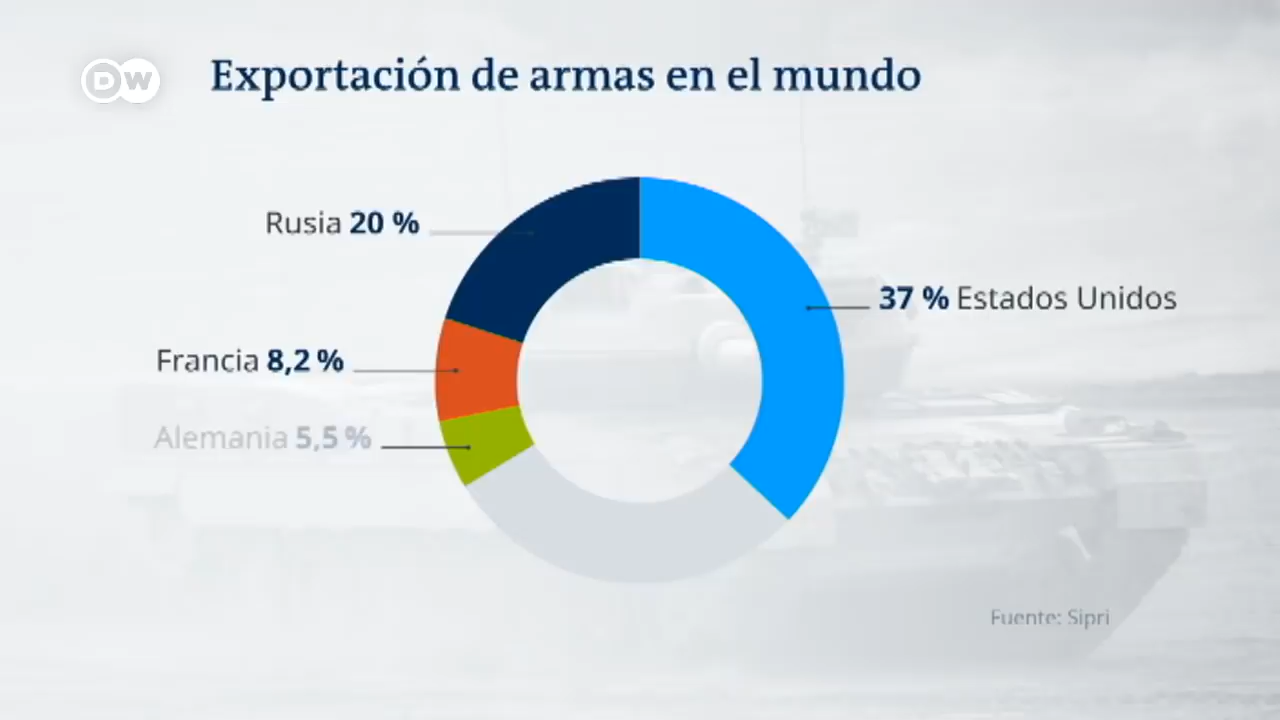 DW
Exportación de armas en el mundo
Rusia 20 %
37 % Estados Unidos
Francia 8,2 %
Alemania 5,5 %
Fuente: Sipri